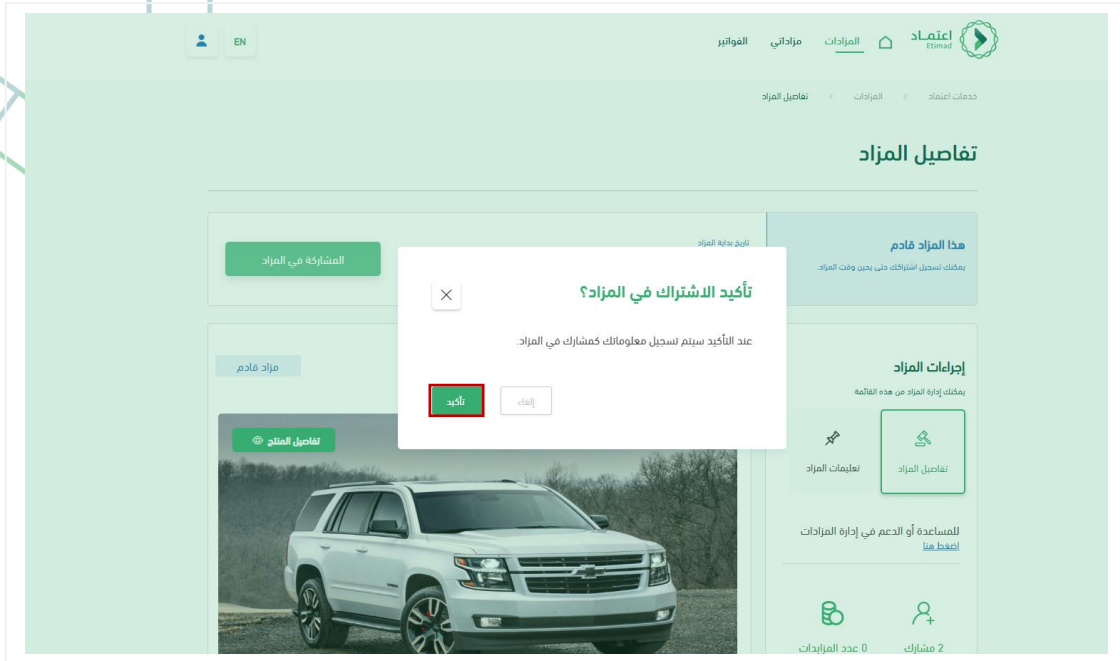 اعتماد
Etimad
المزادات
مزاداتي
الفواتير
EN
خدمات اعتماد > المزادات > تفاصيل المزاد
تفاصيل المزاد
هذا المزاد قادم
يمكنك تسجيل اشتراكك حتى يحين وقت المزاد.
تاريخ بداية المزاد
المشاركة في المزاد
تأكيد الاشتراك في المزاد؟
عند التأكيد سيتم تسجيل معلوماتك كمشارك في المزاد.
إلغاء
تأكيد
إجراءات المزاد
يمكنك إدارة المزاد من هذه القائمة
تفاصيل المزاد
تعليمات المزاد
للمساعدة أو الدعم في إدارة المزادات
اضغط هنا
2 مشارك
0 عدد المزايدات
مزاد قادم
تفاصيل المنتج